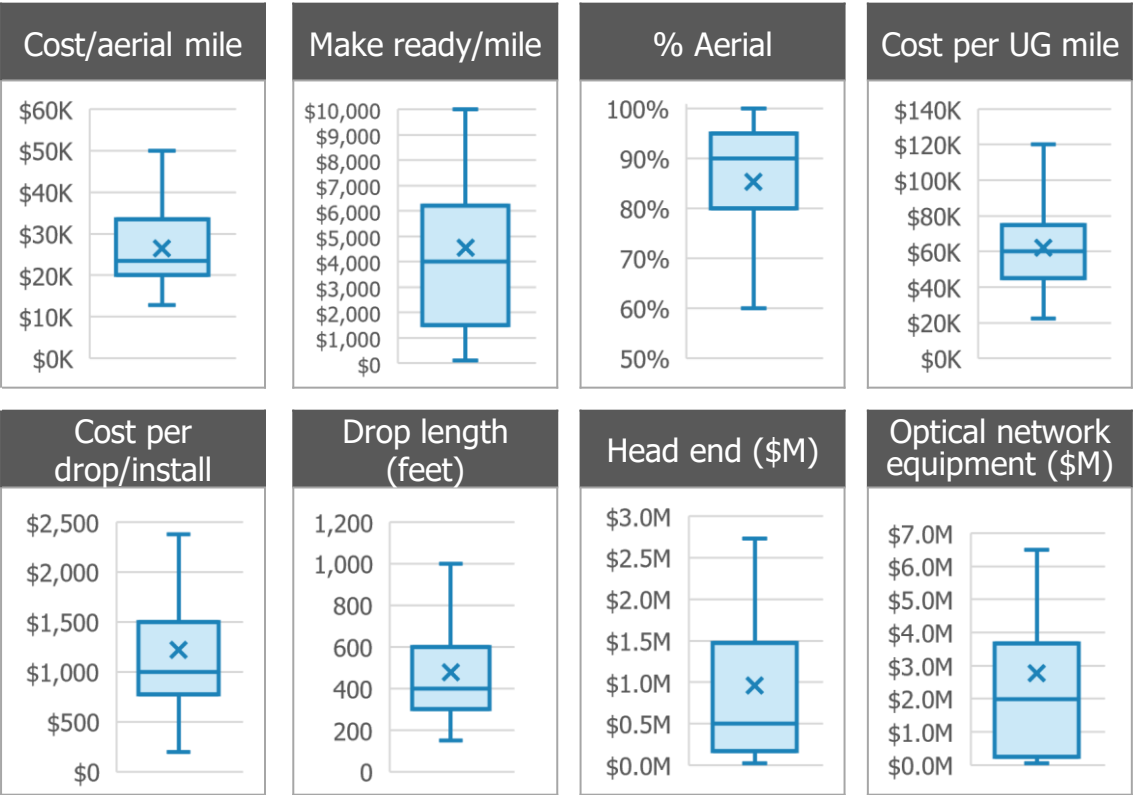 Cost/aerial mile
$60K
$50K
$40K
$30K
$20K
$10K
$0K
Make ready/mile
$10,000
$9,000
$8,000
$7,000
$6,000
$5,000
$4,000
$3,000
$2,000
$1,000
$0
% Aerial
100%
90%
80%
70%
60%
50%
Cost per UG mile
$140K
$120K
$100K
$80K
$60K
$40K
$20K
$0K
Cost per
drop/install
$2,500
$2,000
$1,500
$1,000
$500
$0
Drop length
(feet)
1,200
1,000
800
600
400
200
0
Head end ($M)
$3.0M
$2.5M
$2.0M
$1.5M
$1.0M
$0.5M
$0.0M
Optical network
equipment ($M)
$7.0M
$6.0M
$5.0M
$4.0M
$3.0M
$2.0M
$1.0M
$0.0M